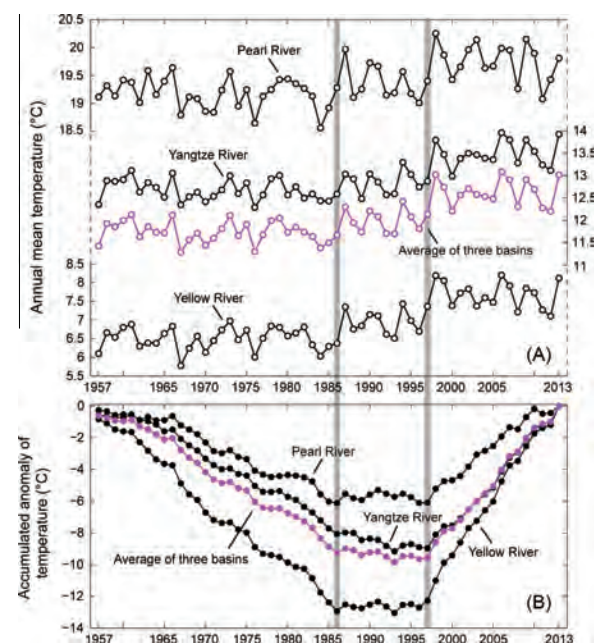 20.5
20
19.5
19
18.5
Pearl River
14
13
12.5
12
11.5
11
Yangtze River
Average of three basins
8.5
8
7.5
7
6.5
6
5.5
Yellow River
(A)
Annual mean temperature (°C)
1957 1965 1970 1975 1980 1985 1990 1995 2000 2005 2013
0
−2
−4
−6
−8
−10
−12
−14
Pearl River
Yangtze River
Average of three basins
Yellow River
(B)
Accumulated anomaly of
temperature (°C)
1957 1965 1970 1975 1980 1985 1990 1995 2000 2005 2013